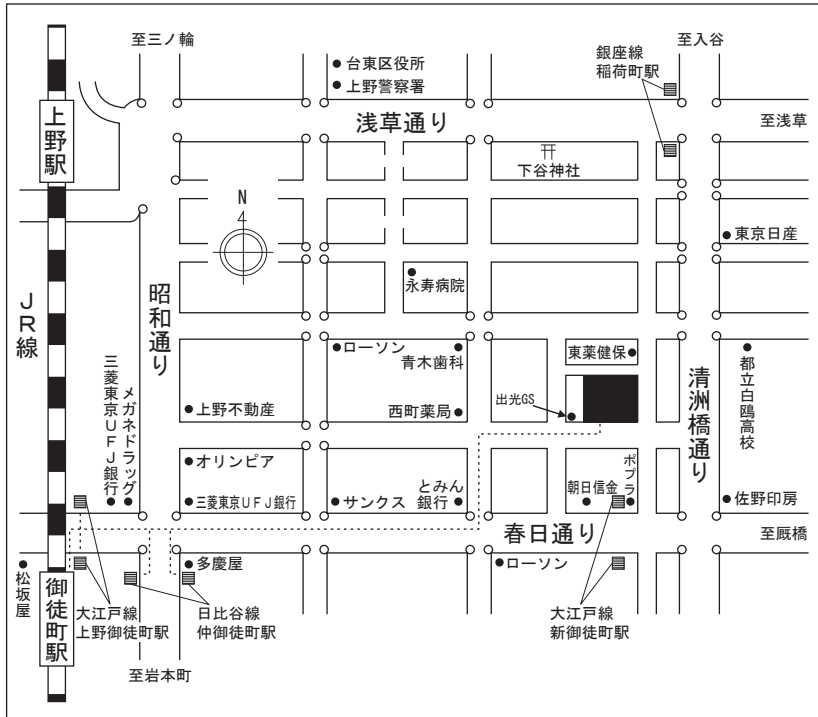 至三ノ輪
台東区役所
上野警察署
銀座線
稲荷町駅
至入谷
浅草通り
至浅草
上野駅
下谷神社
N
東京日産
永寿病院
JR線
昭和通り
ローソン
青木歯科
東薬健保
清洲橋通り
都立白鴎高校
三菱東京UFJ銀行
メガネドラッグ
上野不動産
西町薬局
出光GS
オリンピア
三菱東京UFJ銀行
サンクス
とみん
銀行
朝日信金
ポプラ
佐野印房
春日通り
至厩橋
松坂屋
御徒町駅
多慶屋
ローソン
大江戸線
上野御徒町駅
日比谷線
仲御徒町駅
大江戸線
新御徒町駅
至岩本町